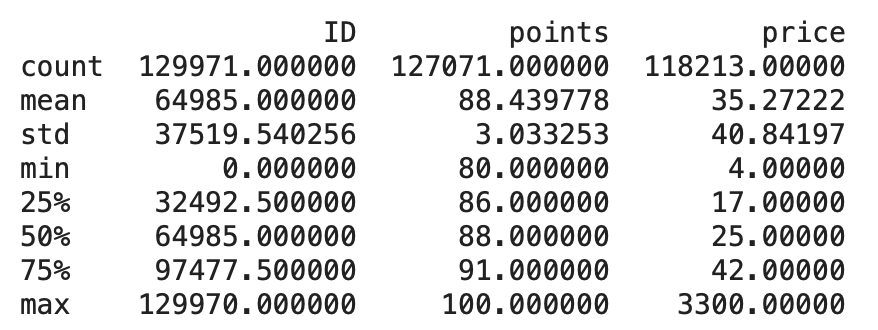 ID points price
count 129971.000000 127071.000000 118213.00000
mean 64985.000000 88.439778 35.27222
std 37519.540256 3.033253 40.84197
min 0.000000 80.000000 4.00000
25% 32492.500000 86.000000 17.00000
50% 64985.000000 88.000000 25.00000
75% 97477.500000 91.000000 42.00000
max 129970.000000 100.000000 3300.00000